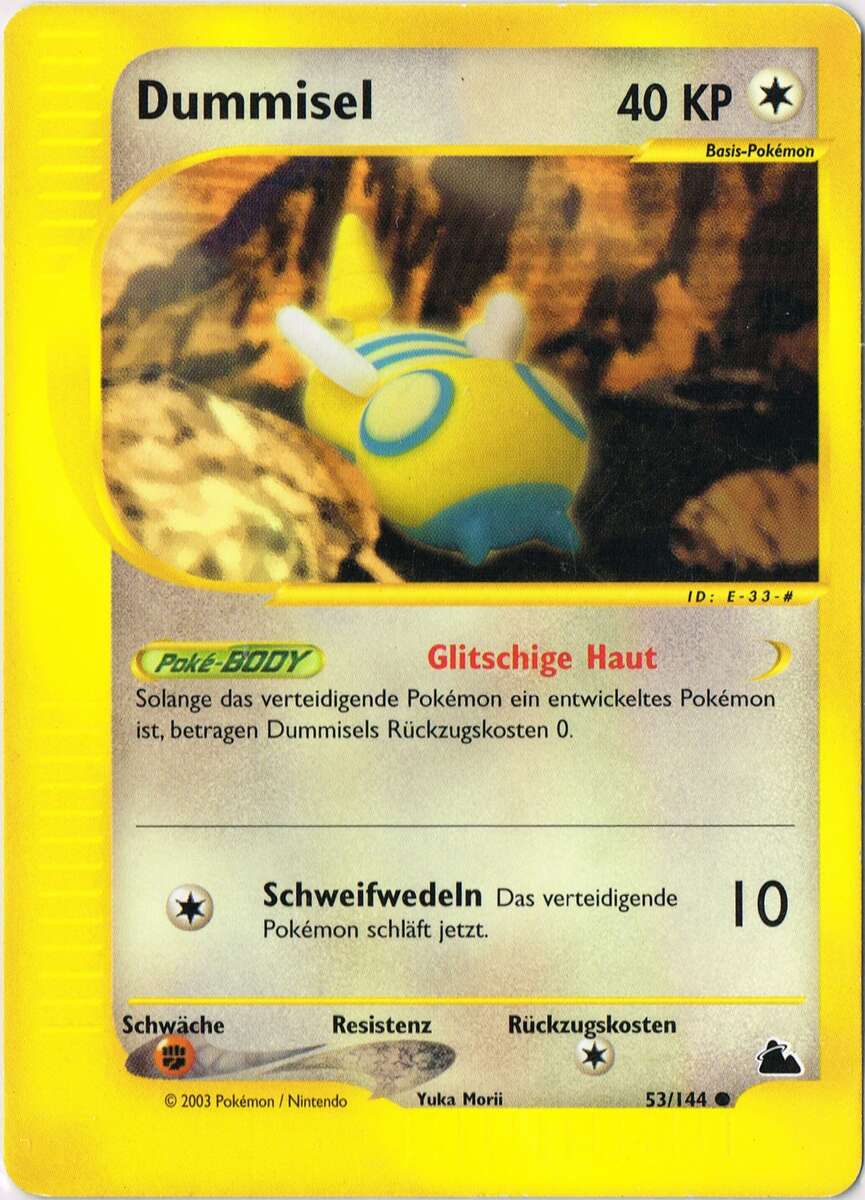 Dummisel 40 KP
Basis-Pokémon
ID: E-33-#
Poké-BODY Glitschige Haut
Solange das verteidigende Pokémon ein entwickeltes Pokémon
ist, betragen Dummisels Rückzugskosten 0.
Schweifwedeln Das verteidigende 10
Pokémon schläft jetzt.
Schwäche Resistenz Rückzugskosten
© 2003 Pokémon / Nintendo Yuka Morii 53/144